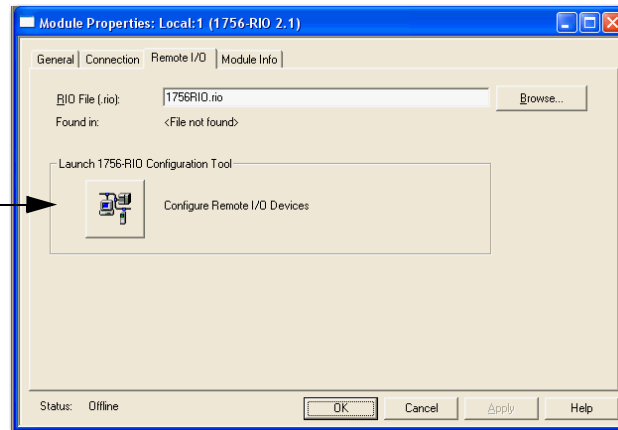 Module Properties: Local:1 (1756-RIO 2.1)
General Connection Remote I/O Module Info
RIO File (.rio): 1756RIO.rio Browse...
Found in: <File not found>
Launch 1756-RIO Configuration Tool
Configure Remote I/O Devices
Status: Offline OK Cancel Apply Help